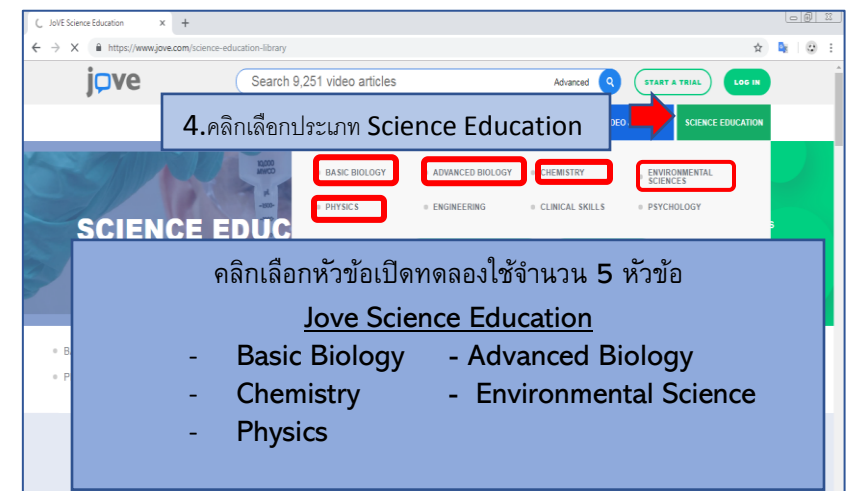 JoVE Science Education
https://www.jove.com/science-education-library
jove
Search 9,251 video articles
Advanced
START A TRIAL
LOG IN
4.คลิกเลือกประเภท Science Education
SCIENCE EDUCATION
10,000
BASIC BIOLOGY
ADVANCED BIOLOGY
CHEMISTRY
ENVIRONMENTAL
SCIENCES
PHYSICS
ENGINEERING
CLINICAL SKILLS
PSYCHOLOGY
SCIENCE EDUC
คลิกเลือกหัวข้อเปิดทดลองใช้จำนวน 5 หัวข้อ
Jove Science Education
- Basic Biology - Advanced Biology
- Chemistry - Environmental Science
- Physics